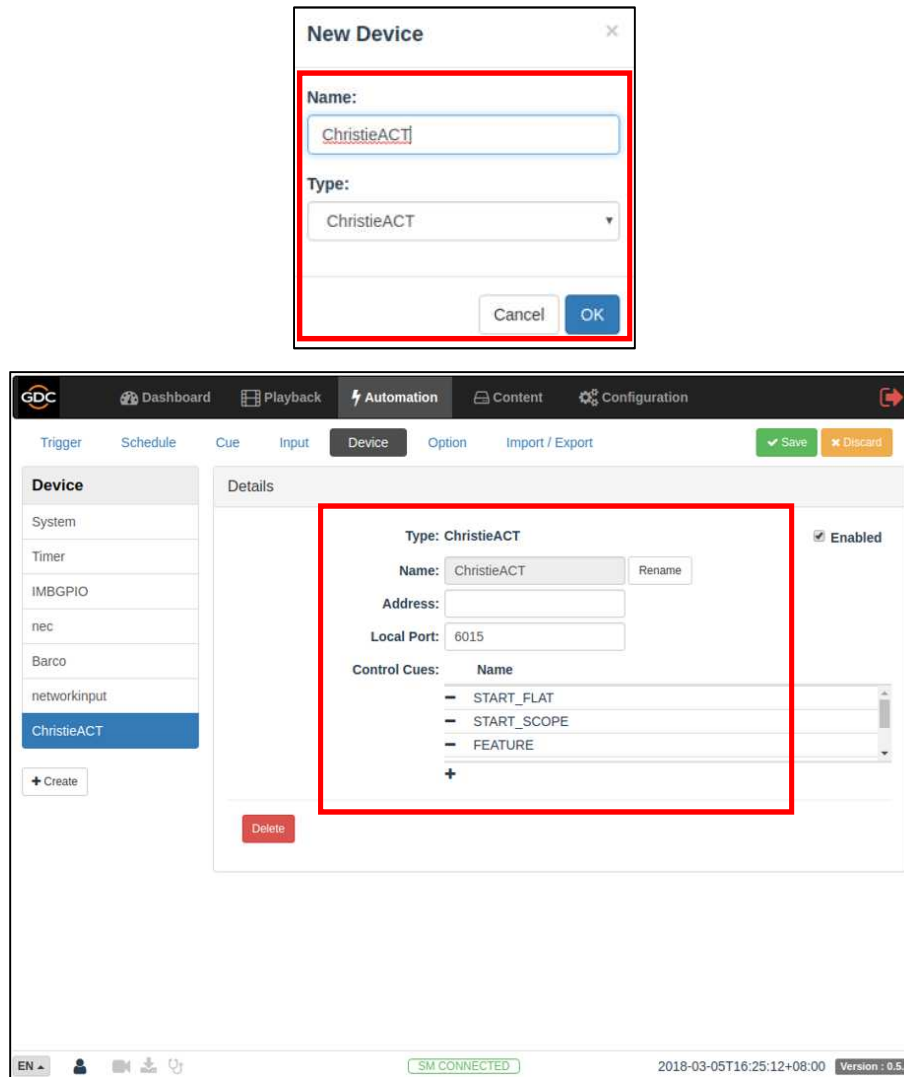 New Device ×
Name:
ChristieACT
Type:
ChristieACT
Cancel OK
GDC Dashboard Playback Automation Content Configuration
Trigger Schedule Cue Input Device Option Import / Export Save Discard
Device
System
Timer
IMBGPIO
nec
Barco
networkinput
ChristieACT
Create
Details
Type: ChristieACT
Enabled
Name: ChristieACT Rename
Address:
Local Port: 6015
Control Cues: Name
START_FLAT
START_SCOPE
FEATURE
Delete
EN SM CONNECTED 2018-03-05T16:25:12+08:00 Version : 0.5.